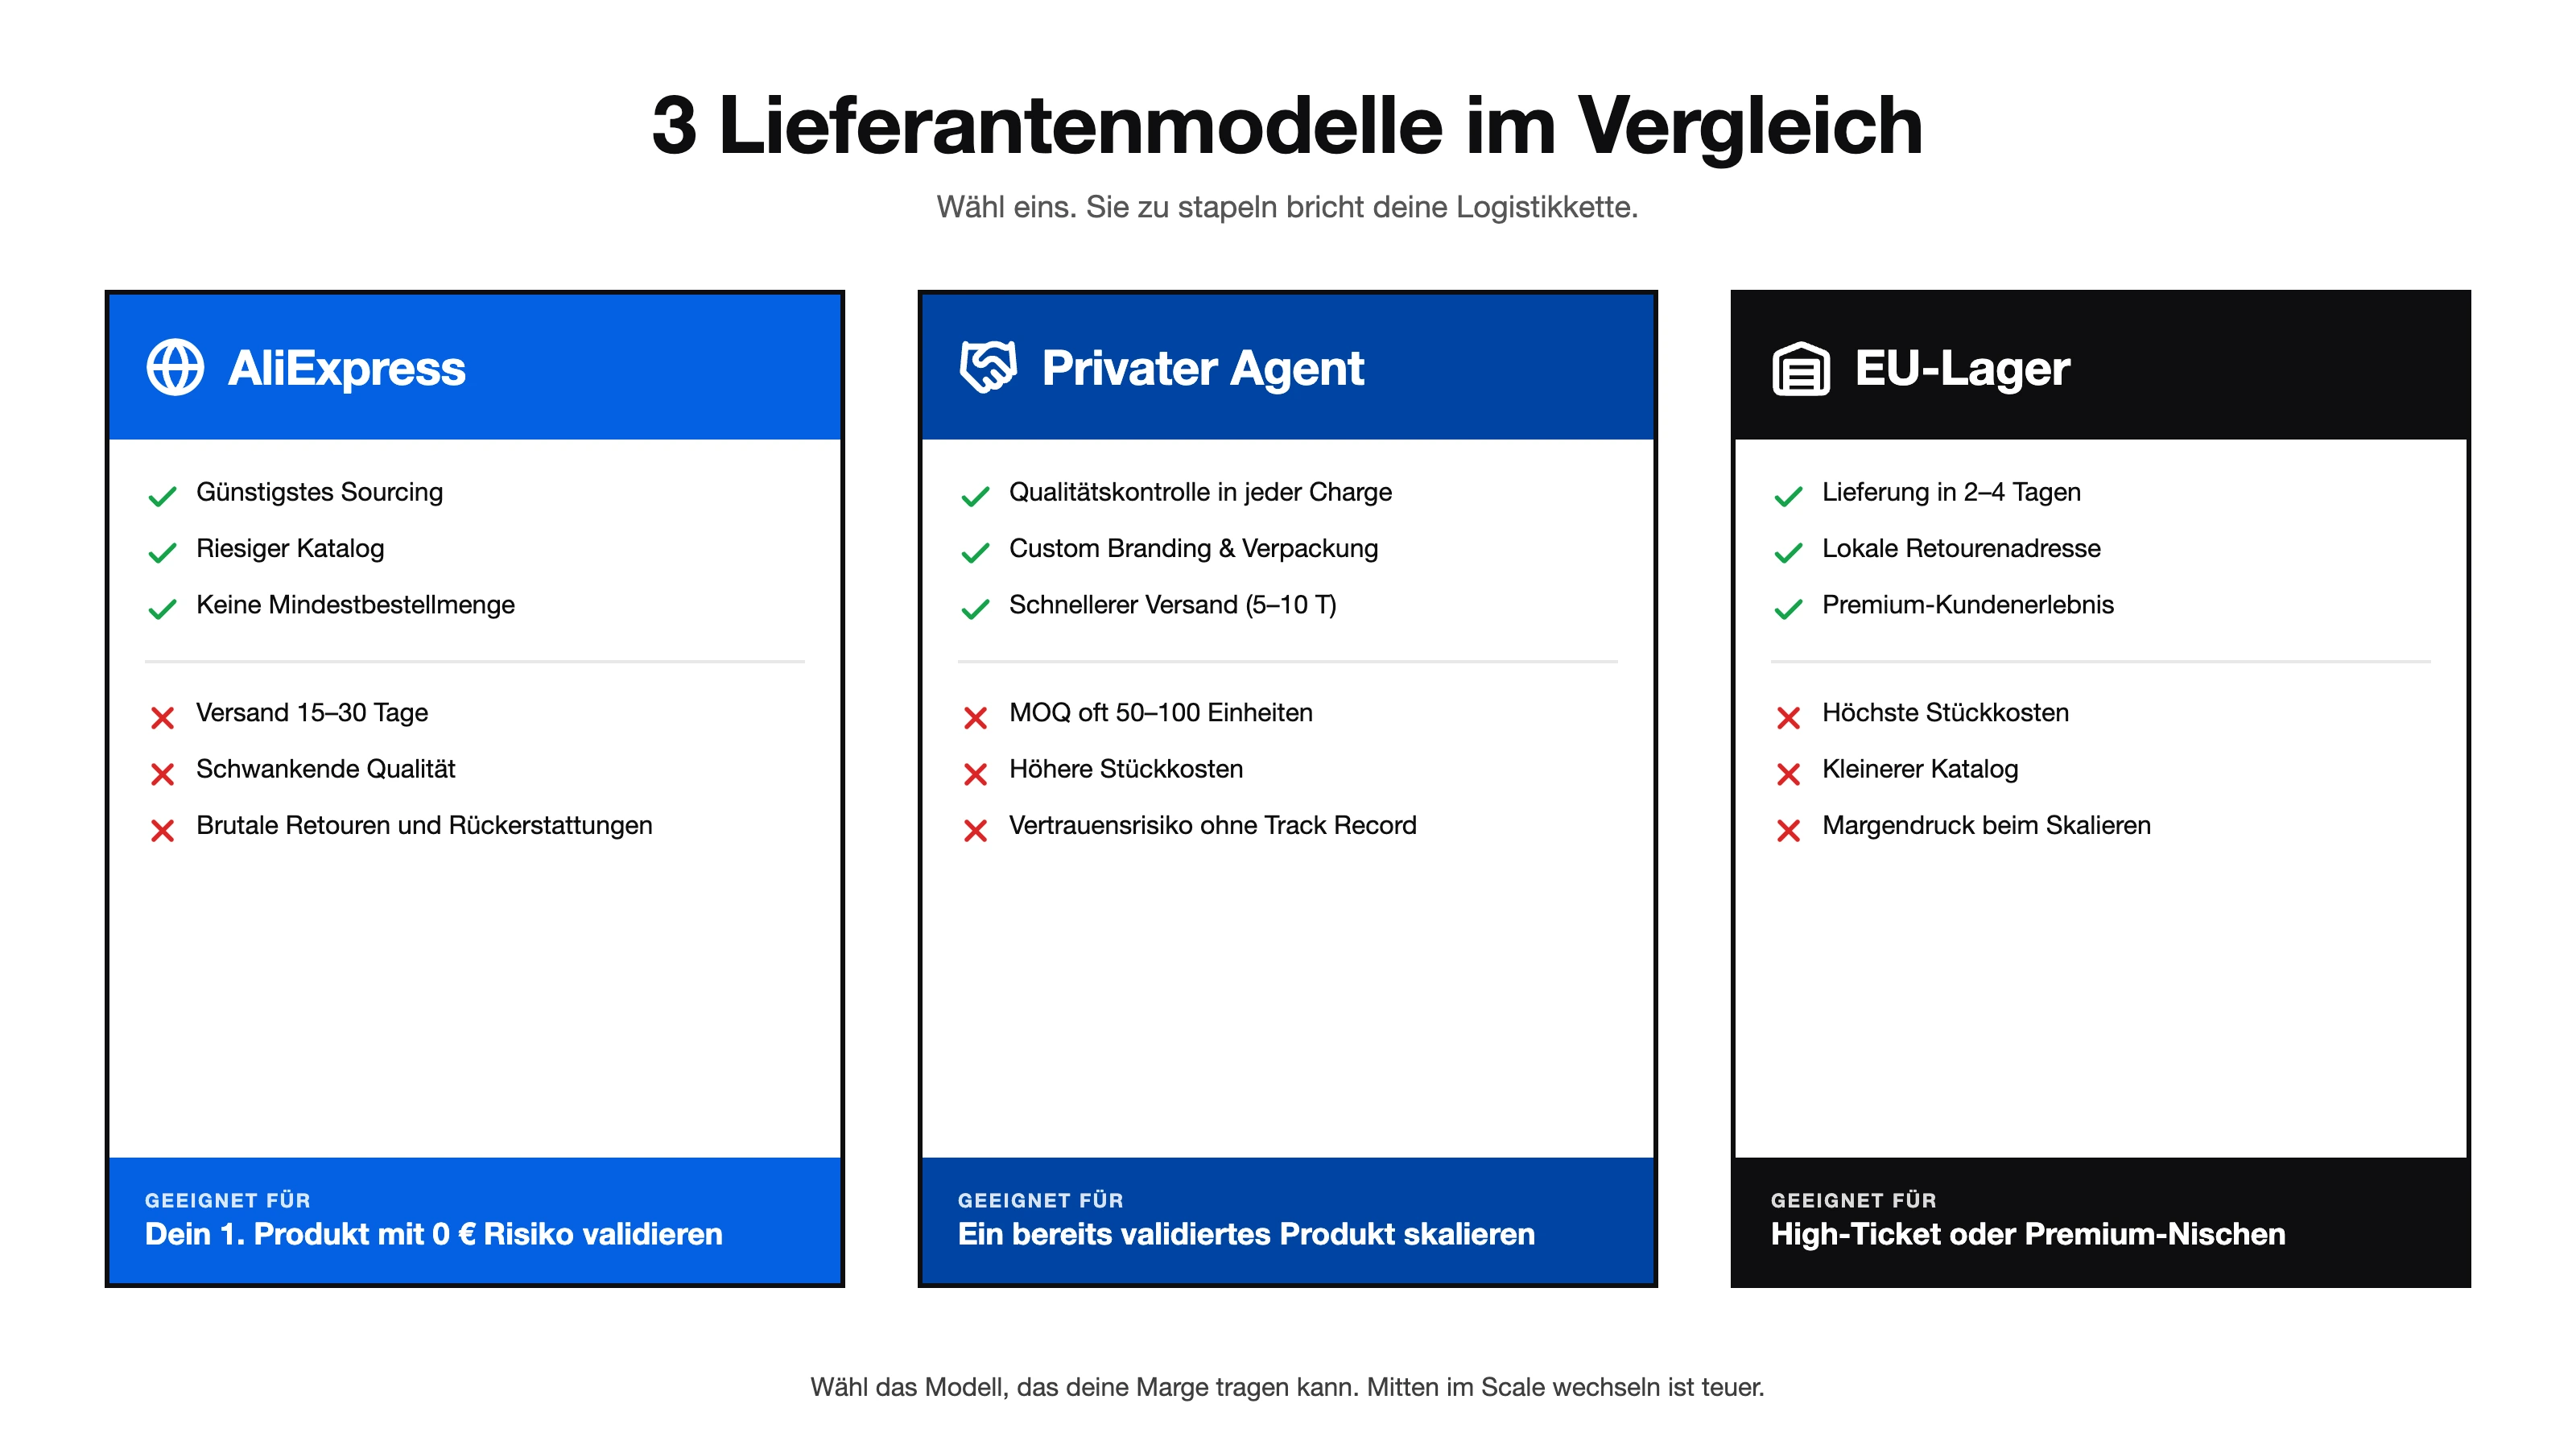 3 Lieferantenmodelle im Vergleich
Wähl eins. Sie zu stapeln bricht deine Logistikkette.
AliExpress
Günstigstes Sourcing
Riesiger Katalog
Keine Mindestbestellmenge
Versand 15–30 Tage
Schwankende Qualität
Brutale Retouren und Rückerstattungen
GEEIGNET FÜR
Dein 1. Produkt mit 0 € Risiko validieren
Privater Agent
Qualitätskontrolle in jeder Charge
Custom Branding & Verpackung
Schnellerer Versand (5–10 T)
MOQ oft 50–100 Einheiten
Höhere Stückkosten
Vertrauensrisiko ohne Track Record
GEEIGNET FÜR
Ein bereits validiertes Produkt skalieren
EU-Lager
Lieferung in 2–4 Tagen
Lokale Retourenadresse
Premium-Kundenerlebnis
Höchste Stückkosten
Kleinerer Katalog
Margendruck beim Skalieren
GEEIGNET FÜR
High-Ticket oder Premium-Nischen
Wähl das Modell, das deine Marge tragen kann. Mitten im Scale wechseln ist teuer.